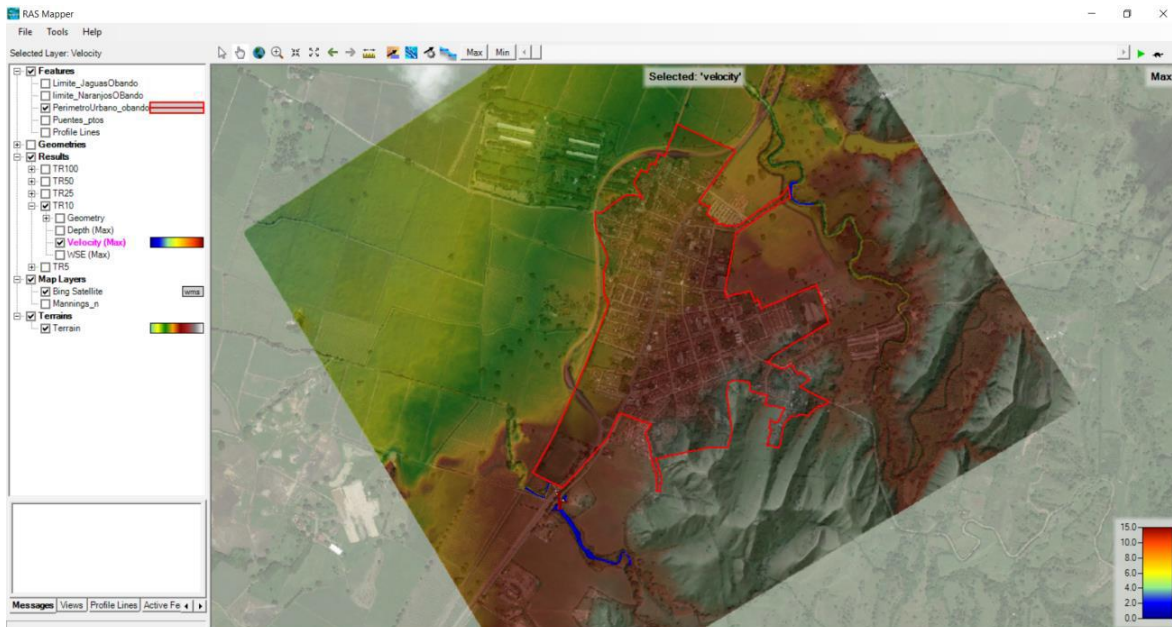 RAS Mapper
File Tools Help
Selected Layer: Velocity
Max Min
Features
Limite_JaguasObando
limite_NaranjosOBando
PerimetroUrbano_obando
Puentes_ptos
Profile Lines
Geometries
Results
TR100
TR50
TR25
TR10
Geometry
Depth (Max)
Velocity (Max)
WSE (Max)
TR5
Map Layers
Bing Satellite
wms
Mannings_n
Terrains
Terrain
Messages Views Profile Lines Active Fe
Selected: 'velocity'
Max
15.0
10.0
8.0
6.0
4.0
2.0
0.0